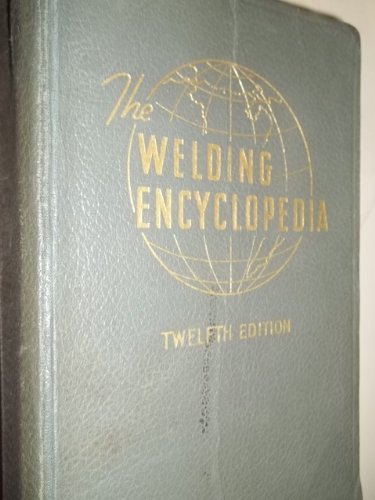 The
WELDING
ENCYCLOPEDIA
TWELFTH EDITION